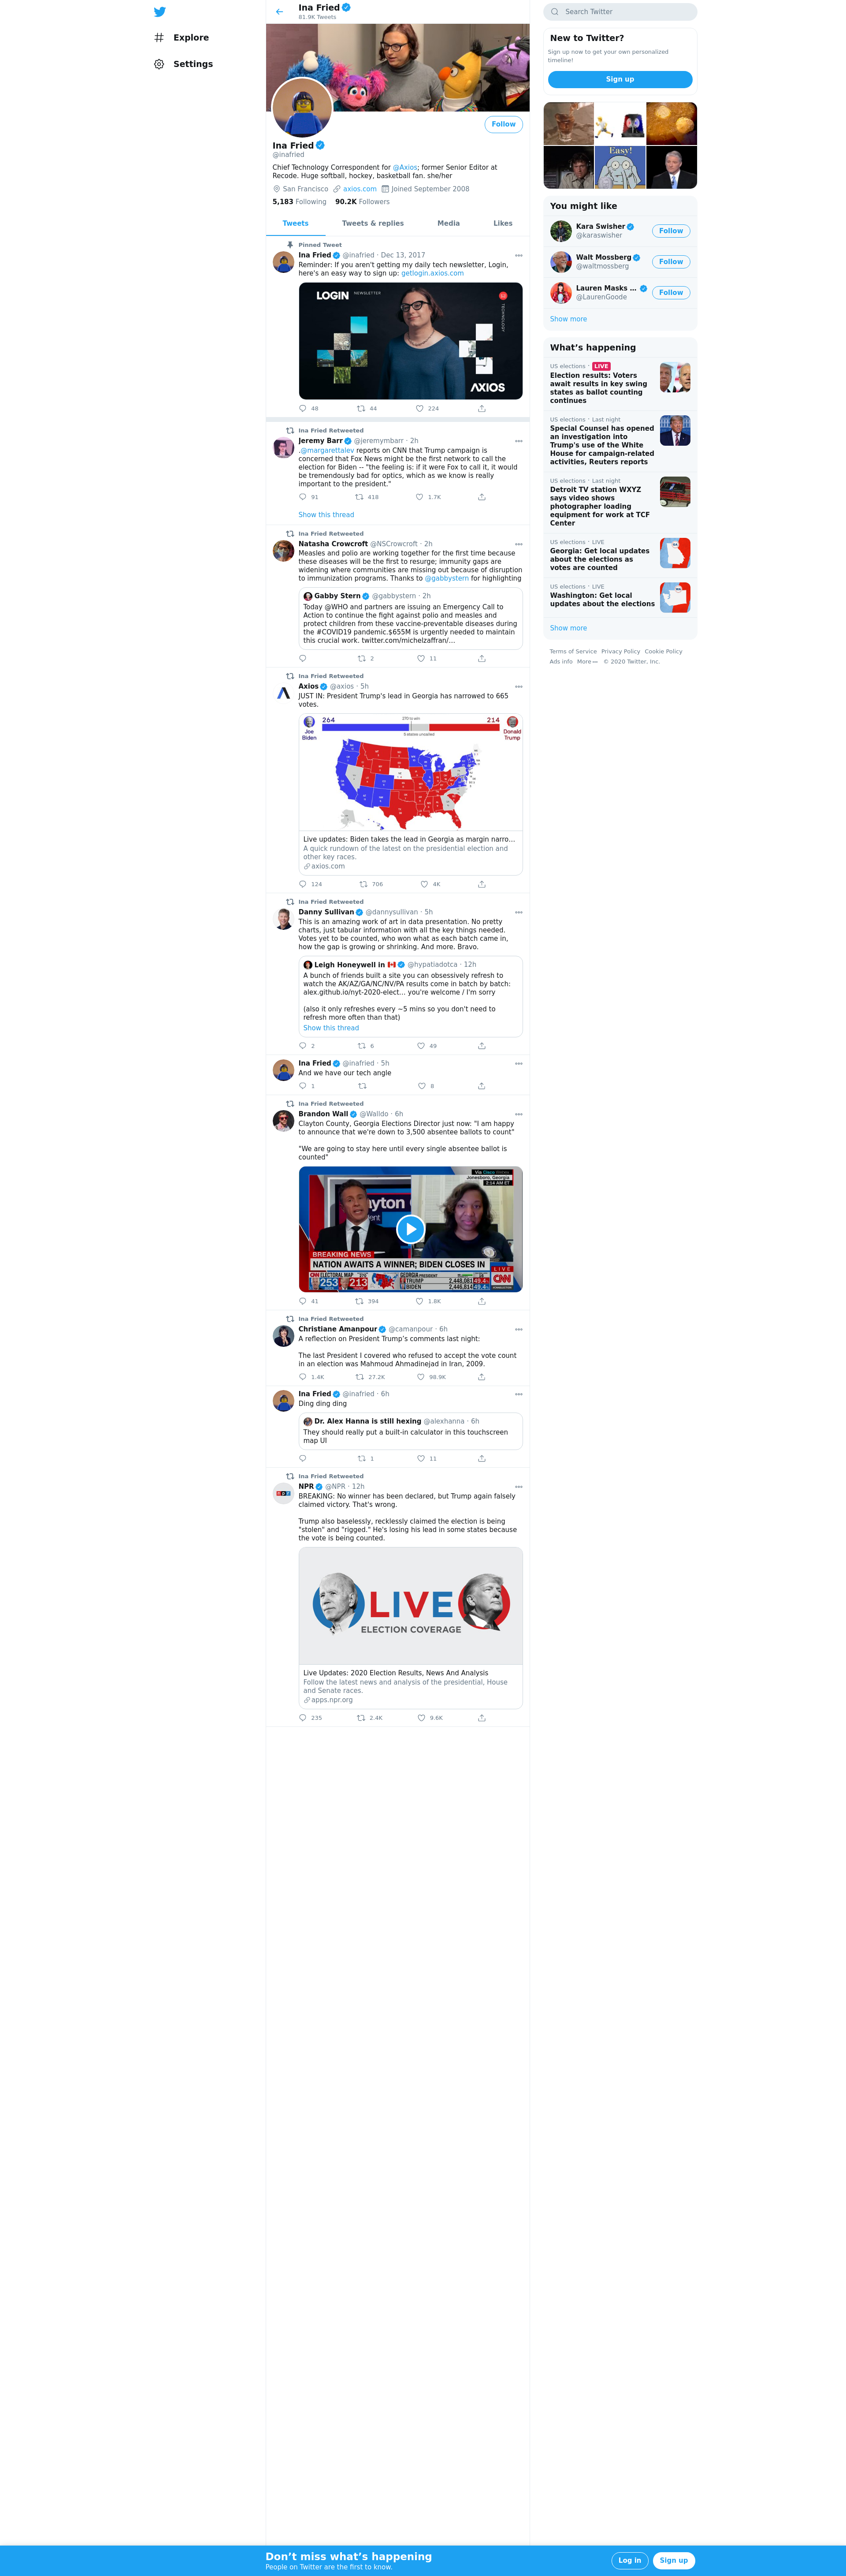 Explore
Settings
Ina Fried
81.9K Tweets
Follow
Ina Fried
@inafried
Chief Technology Correspondent for @Axios; former Senior Editor at
Recode. Huge softball, hockey, basketball fan. she/her
San Francisco axios.com Joined September 2008
5,183 Following 90.2K Followers
Tweets Tweets & replies Media Likes
Pinned Tweet
Ina Fried @inafried · Dec 13, 2017
Reminder: If you aren't getting my daily tech newsletter, Login,
here's an easy way to sign up: getlogin.axios.com
LOGIN NEWSLETTER
TECHNOLOGY
AXIOS
48 44 224
Ina Fried Retweeted
Jeremy Barr @jeremymbarr · 2h
.@margarettalev reports on CNN that Trump campaign is
concerned that Fox News might be the first network to call the
election for Biden -- "the feeling is: if it were Fox to call it, it would
be tremendously bad for optics, which as we know is really
important to the president."
91 418 1.7K
Show this thread
Ina Fried Retweeted
Natasha Crowcroft @NSCrowcroft · 2h
Measles and polio are working together for the first time because
these diseases will be the first to resurge; immunity gaps are
widening where communities are missing out because of disruption
to immunization programs. Thanks to @gabbystern for highlighting
Gabby Stern @gabbystern · 2h
Today @WHO and partners are issuing an Emergency Call to
Action to continue the fight against polio and measles and
protect children from these vaccine-preventable diseases during
the #COVID19 pandemic.$655M is urgently needed to maintain
this crucial work. twitter.com/michelzaffran/…
2 11
Ina Fried Retweeted
Axios @axios · 5h
JUST IN: President Trump's lead in Georgia has narrowed to 665
votes.
264 270 to win 214
Joe
Biden
Donald
Trump
Live updates: Biden takes the lead in Georgia as margin narro…
A quick rundown of the latest on the presidential election and
other key races.
axios.com
124 706 4K
Ina Fried Retweeted
Danny Sullivan @dannysullivan · 5h
This is an amazing work of art in data presentation. No pretty
charts, just tabular information with all the key things needed.
Votes yet to be counted, who won what as each batch came in,
how the gap is growing or shrinking. And more. Bravo.
Leigh Honeywell in 🇨🇦 @hypatiadotca · 12h
A bunch of friends built a site you can obsessively refresh to
watch the AK/AZ/GA/NC/NV/PA results come in batch by batch:
alex.github.io/nyt-2020-elect… you're welcome / I'm sorry
(also it only refreshes every ~5 mins so you don't need to
refresh more often than that)
Show this thread
2 6 49
Ina Fried @inafried · 5h
And we have our tech angle
1 8
Ina Fried Retweeted
Brandon Wall @Walldo · 6h
Clayton County, Georgia Elections Director just now: "I am happy
to announce that we're down to 3,500 absentee ballots to count"
"We are going to stay here until every single absentee ballot is
counted"
Jonesboro, Georgia
2:14 AM ET
BREAKING NEWS
NATION AWAITS A WINNER; BIDEN CLOSES IN
LIVE
CNN
ELECTORAL MAP
253 213
GEORGIA
TRUMP
BIDEN
41 394 1.8K
Ina Fried Retweeted
Christiane Amanpour @camanpour · 6h
A reflection on President Trump's comments last night:
The last President I covered who refused to accept the vote count
in an election was Mahmoud Ahmadinejad in Iran, 2009.
1.4K 27.2K 98.9K
Ina Fried @inafried · 6h
Ding ding ding
Dr. Alex Hanna is still hexing @alexhanna · 6h
They should really put a built-in calculator in this touchscreen
map UI
1 11
Ina Fried Retweeted
NPR @NPR · 12h
BREAKING: No winner has been declared, but Trump again falsely
claimed victory. That's wrong.
Trump also baselessly, recklessly claimed the election is being
"stolen" and "rigged." He's losing his lead in some states because
the vote is being counted.
LIVE
ELECTION COVERAGE
Live Updates: 2020 Election Results, News And Analysis
Follow the latest news and analysis of the presidential, House
and Senate races.
apps.npr.org
235 2.4K 9.6K
Search Twitter
New to Twitter?
Sign up now to get your own personalized
timeline!
Sign up
Easy!
You might like
Kara Swisher
@karaswisher
Follow
Walt Mossberg
@waltmossberg
Follow
Lauren Masks …
@LaurenGoode
Follow
Show more
What's happening
US elections · LIVE
Election results: Voters
await results in key swing
states as ballot counting
continues
US elections · Last night
Special Counsel has opened
an investigation into
Trump's use of the White
House for campaign-related
activities, Reuters reports
US elections · Last night
Detroit TV station WXYZ
says video shows
photographer loading
equipment for work at TCF
Center
US elections · LIVE
Georgia: Get local updates
about the elections as
votes are counted
US elections · LIVE
Washington: Get local
updates about the elections
Show more
Terms of Service Privacy Policy Cookie Policy
Ads info More © 2020 Twitter, Inc.
Don't miss what's happening
People on Twitter are the first to know.
Log in Sign up